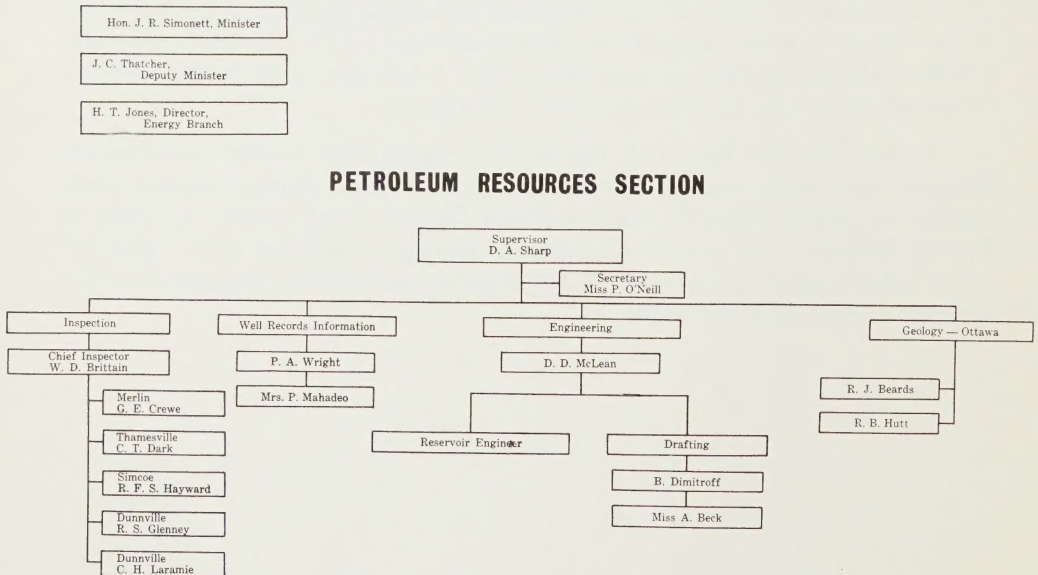 Hon. J. R. Simonett, Minister
J. C. Thatcher,
Deputy Minister
H. T. Jones, Director,
Energy Branch
PETROLEUM RESOURCES SECTION
Supervisor
D. A. Sharp
Secretary
Miss P. O'Neill
Inspection
Chief Inspector
W. D. Brittain
Merlin
G. E. Crewe
Thamesville
C. T. Dark
Simcoe
R. F. S. Hayward
Dunnville
R. S. Glenney
Dunnville
C. H. Laramie
Well Records Information
P. A. Wright
Mrs. P. Mahadeo
Engineering
D. D. McLean
Reservoir Engineer
Drafting
B. Dimitroff
Miss A. Beck
Geology — Ottawa
R. J. Beards
R. B. Hutt